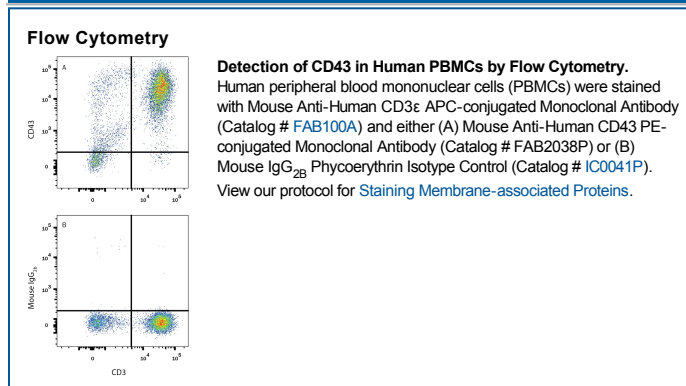 Flow Cytometry
A
10⁵
10⁴
10³
0
CD43
0
10⁴
10⁵
B
10⁵
10⁴
10³
0
Mouse IgG2b
0
10⁴
10⁵
CD3
Detection of CD43 in Human PBMCs by Flow Cytometry.
Human peripheral blood mononuclear cells (PBMCs) were stained
with Mouse Anti-Human CD3ε APC-conjugated Monoclonal Antibody
(Catalog # FAB100A) and either (A) Mouse Anti-Human CD43 PE-
conjugated Monoclonal Antibody (Catalog # FAB2038P) or (B)
Mouse IgG2B Phycoerythrin Isotype Control (Catalog # IC0041P).
View our protocol for Staining Membrane-associated Proteins.